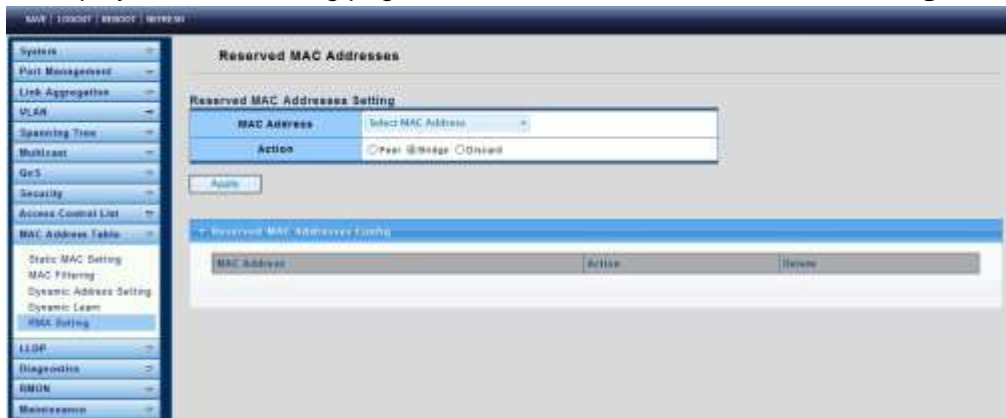 SAVE | LOGOUT | REBOOT | REFRESH
System
Port Management
Link Aggregation
VLAN
Spanning Tree
Multicast
QoS
Security
Access Control List
MAC Address Table
Static MAC Setting
MAC Filtering
Dynamic Address Setting
Dynamic Learn
RMA Setting
LLDP
Diagnostics
RMON
Maintenance
Reserved MAC Addresses
Reserved MAC Addresses Setting
MAC Address Select MAC Address
Action Peer Bridge Discard
Apply
Reserved MAC Addresses Config
MAC Address Action Delete